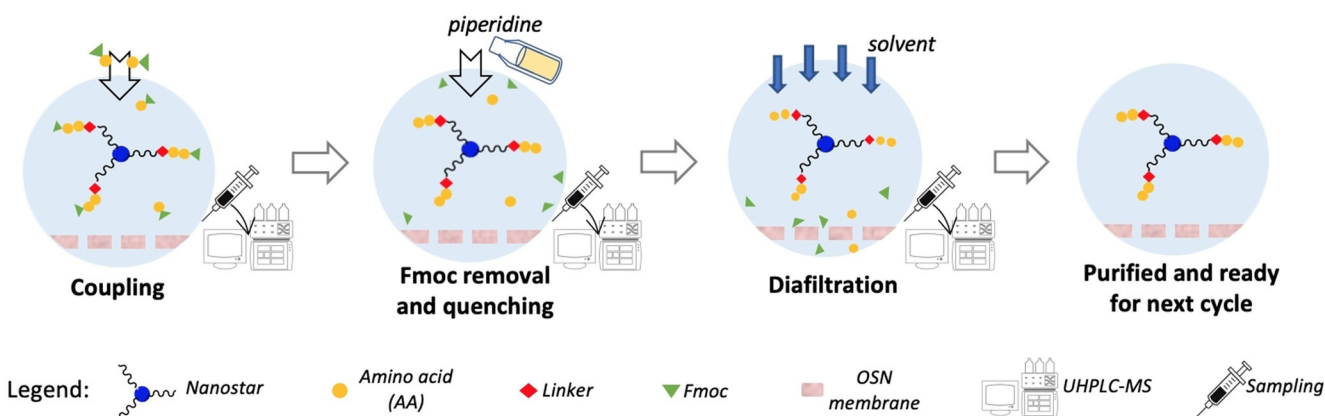 piperidine
solvent
Coupling
Fmoc removal
and quenching
Diafiltration
Purified and ready
for next cycle
Legend:
Nanostar
Amino acid
(AA)
Linker
Fmoc
OSN
membrane
UHPLC-MS
Sampling